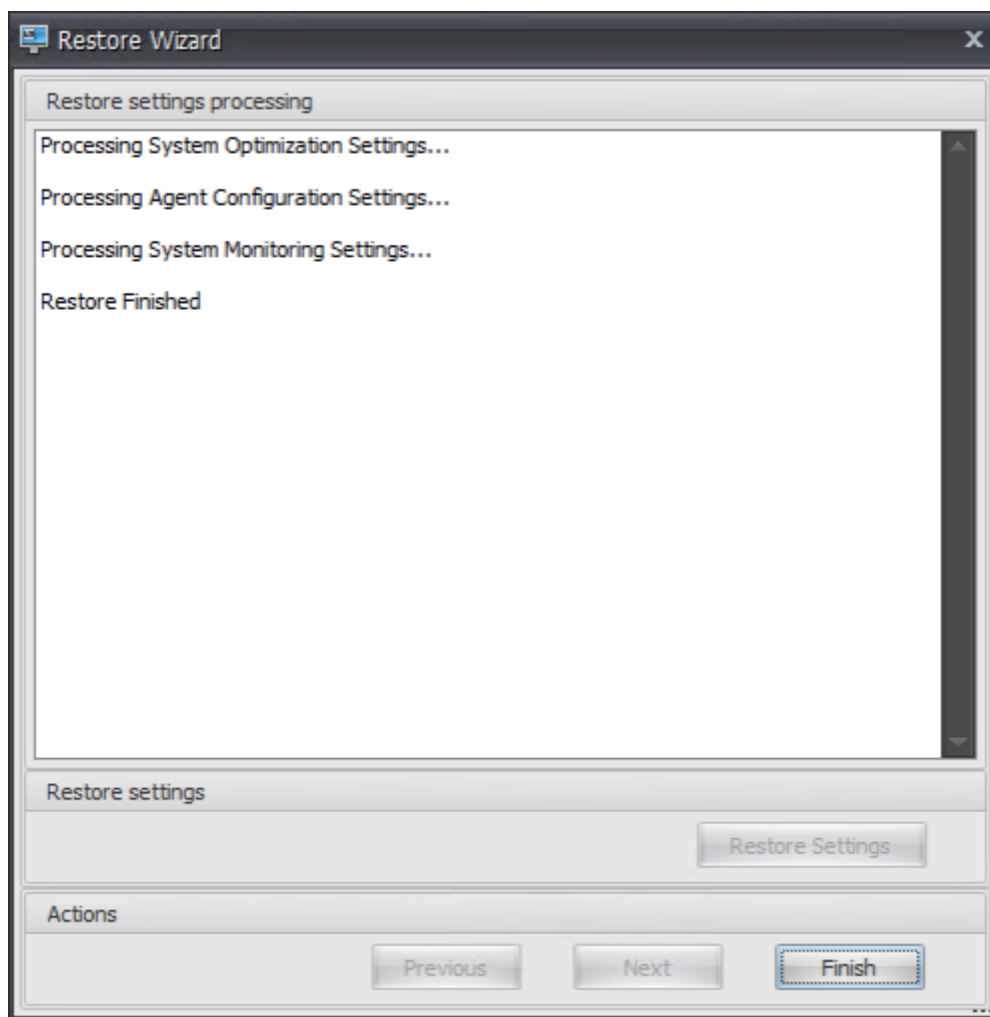 Restore Wizard
Restore settings processing
Processing System Optimization Settings...
Processing Agent Configuration Settings...
Processing System Monitoring Settings...
Restore Finished
Restore settings
Restore Settings
Actions
Previous Next Finish